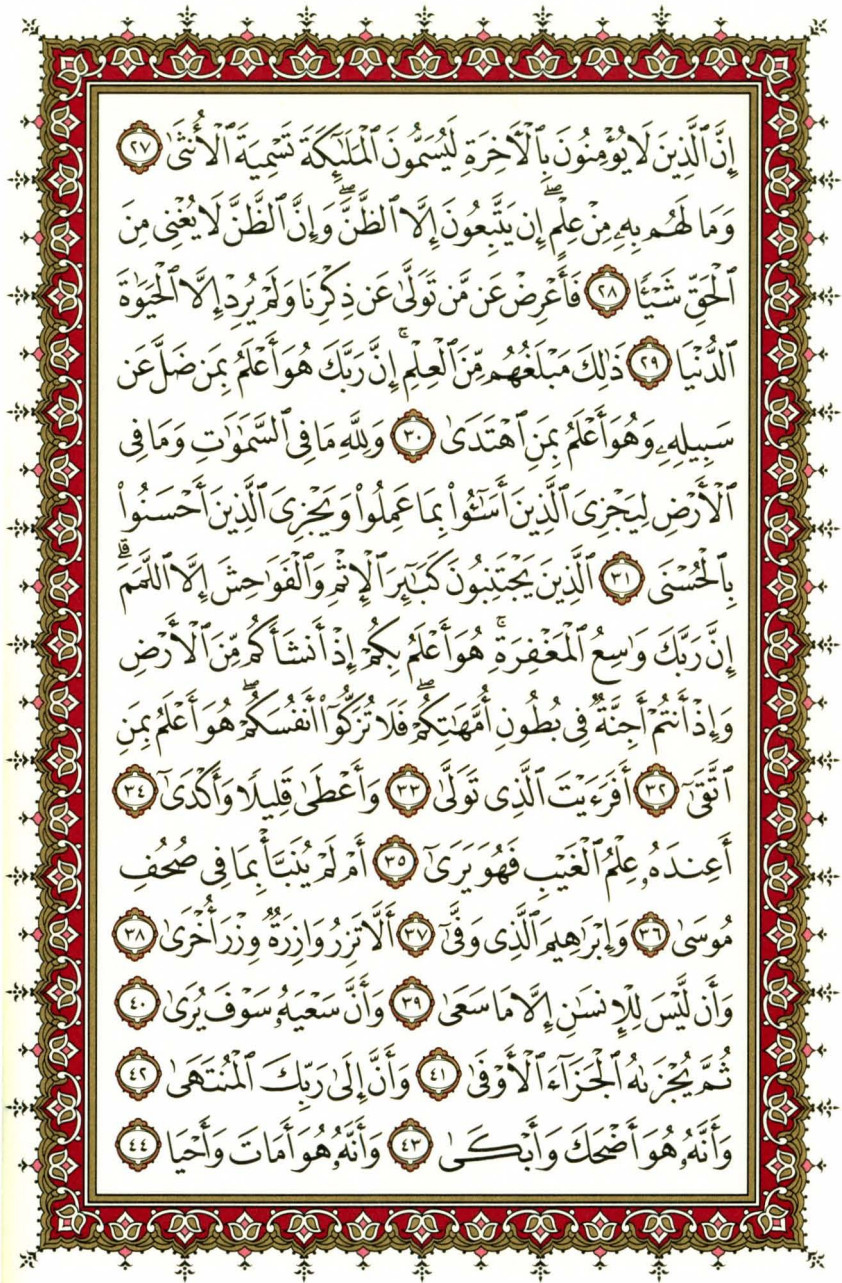 إِنَّ ٱلَّذِينَ لَا يُؤۡمِنُونَ بِٱلۡأٓخِرَةِ لَيُسَمُّونَ ٱلۡمَلَٰٓئِكَةَ تَسۡمِيَةَ ٱلۡأُنثَىٰ ٢٧
وَمَا لَهُم بِهِۦ مِنۡ عِلۡمٍۖ إِن يَتَّبِعُونَ إِلَّا ٱلظَّنَّۖ وَإِنَّ ٱلظَّنَّ لَا يُغۡنِي مِنَ
ٱلۡحَقِّ شَيۡـٔٗا ٢٨ فَأَعۡرِضۡ عَن مَّن تَوَلَّىٰ عَن ذِكۡرِنَا وَلَمۡ يُرِدۡ إِلَّا ٱلۡحَيَوٰةَ
ٱلدُّنۡيَا ٢٩ ذَٰلِكَ مَبۡلَغُهُم مِّنَ ٱلۡعِلۡمِۚ إِنَّ رَبَّكَ هُوَ أَعۡلَمُ بِمَن ضَلَّ عَن
سَبِيلِهِۦ وَهُوَ أَعۡلَمُ بِمَنِ ٱهۡتَدَىٰ ٣٠ وَلِلَّهِ مَا فِي ٱلسَّمَٰوَٰتِ وَمَا فِي
ٱلۡأَرۡضِ لِيَجۡزِيَ ٱلَّذِينَ أَسَٰٓـُٔواْ بِمَا عَمِلُواْ وَيَجۡزِيَ ٱلَّذِينَ أَحۡسَنُواْ
بِٱلۡحُسۡنَى ٣١ ٱلَّذِينَ يَجۡتَنِبُونَ كَبَٰٓئِرَ ٱلۡإِثۡمِ وَٱلۡفَوَٰحِشَ إِلَّا ٱللَّمَمَۚ
إِنَّ رَبَّكَ وَٰسِعُ ٱلۡمَغۡفِرَةِۚ هُوَ أَعۡلَمُ بِكُمۡ إِذۡ أَنشَأَكُم مِّنَ ٱلۡأَرۡضِ
وَإِذۡ أَنتُمۡ أَجِنَّةٞ فِي بُطُونِ أُمَّهَٰتِكُمۡۖ فَلَا تُزَكُّوٓاْ أَنفُسَكُمۡۖ هُوَ أَعۡلَمُ بِمَنِ
ٱتَّقَىٰٓ ٣٢ أَفَرَءَيۡتَ ٱلَّذِي تَوَلَّىٰ ٣٣ وَأَعۡطَىٰ قَلِيلٗا وَأَكۡدَىٰٓ ٣٤
أَعِندَهُۥ عِلۡمُ ٱلۡغَيۡبِ فَهُوَ يَرَىٰٓ ٣٥ أَمۡ لَمۡ يُنَبَّأۡ بِمَا فِي صُحُفِ
مُوسَىٰ ٣٦ وَإِبۡرَٰهِيمَ ٱلَّذِي وَفَّىٰٓ ٣٧ أَلَّا تَزِرُ وَازِرَةٞ وِزۡرَ أُخۡرَىٰ ٣٨
وَأَن لَّيۡسَ لِلۡإِنسَٰنِ إِلَّا مَا سَعَىٰ ٣٩ وَأَنَّ سَعۡيَهُۥ سَوۡفَ يُرَىٰ ٤٠
ثُمَّ يُجۡزَىٰهُ ٱلۡجَزَآءَ ٱلۡأَوۡفَىٰ ٤١ وَأَنَّ إِلَىٰ رَبِّكَ ٱلۡمُنتَهَىٰ ٤٢
وَأَنَّهُۥ هُوَ أَضۡحَكَ وَأَبۡكَىٰ ٤٣ وَأَنَّهُۥ هُوَ أَمَاتَ وَأَحۡيَا ٤٤